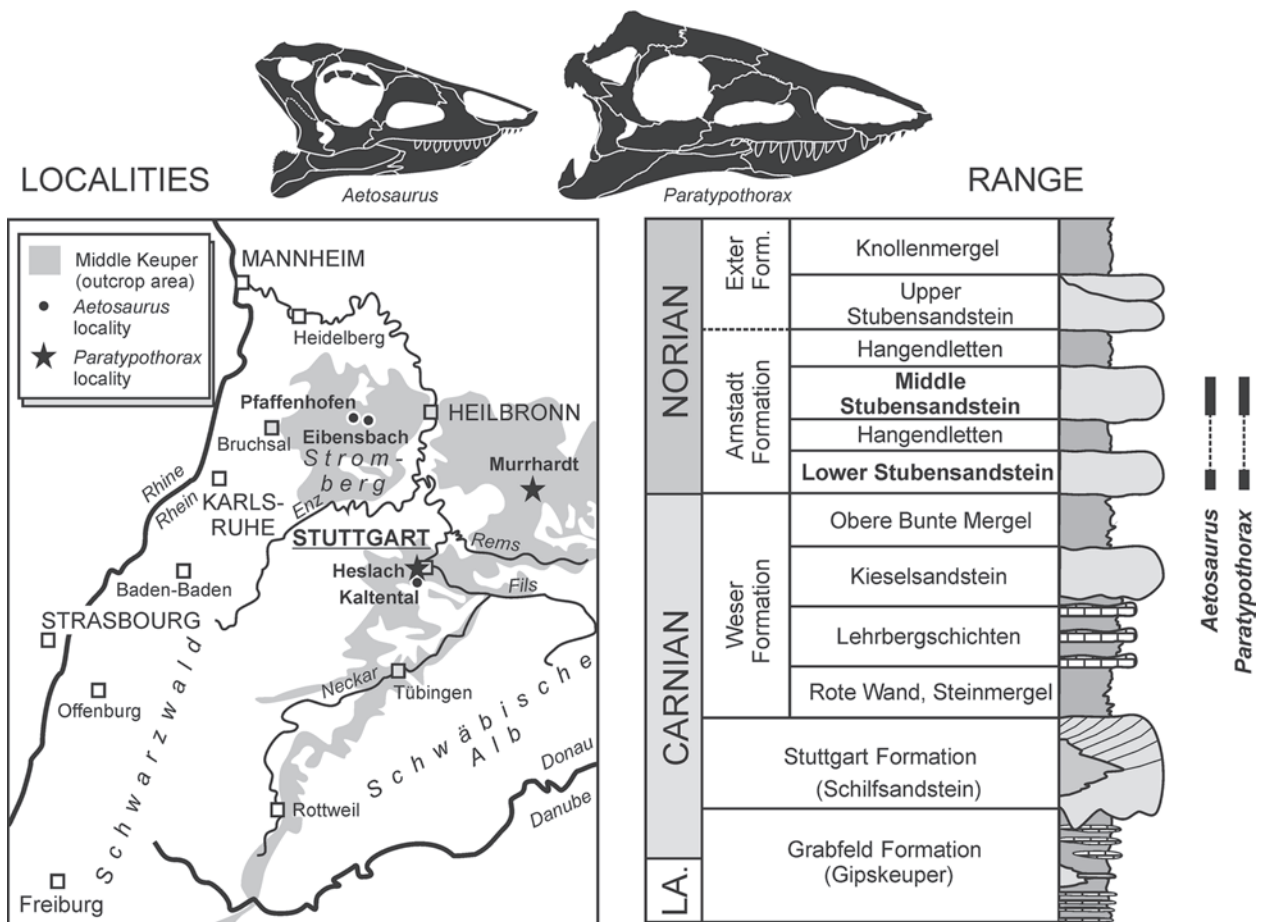 Aetosaurus
Paratypothorax
LOCALITIES
RANGE
Middle Keuper
(outcrop area)
Aetosaurus
locality
Paratypothorax
locality
MANNHEIM
Heidelberg
Pfaffenhofen
HEILBRONN
Bruchsal
Eibensbach
Strom-
berg
Murrhardt
Rhine
Rhein
KARLS-
RUHE
Enz
STUTTGART
Rems
Heslach
Fils
Baden-Baden
Kaltental
STRASBOURG
Neckar
Tübingen
Offenburg
Schwarzwald
Schwäbische
Alb
Donau
Danube
Rottweil
Freiburg
NORIAN
CARNIAN
LA.
Exter
Form.
Arnstadt
Formation
Weser
Formation
Knollenmergel
Upper
Stubensandstein
Hangendletten
Middle
Stubensandstein
Hangendletten
Lower Stubensandstein
Obere Bunte Mergel
Kieselsandstein
Lehrbergschichten
Rote Wand, Steinmergel
Stuttgart Formation
(Schilfsandstein)
Grabfeld Formation
(Gipskeuper)
Aetosaurus
Paratypothorax